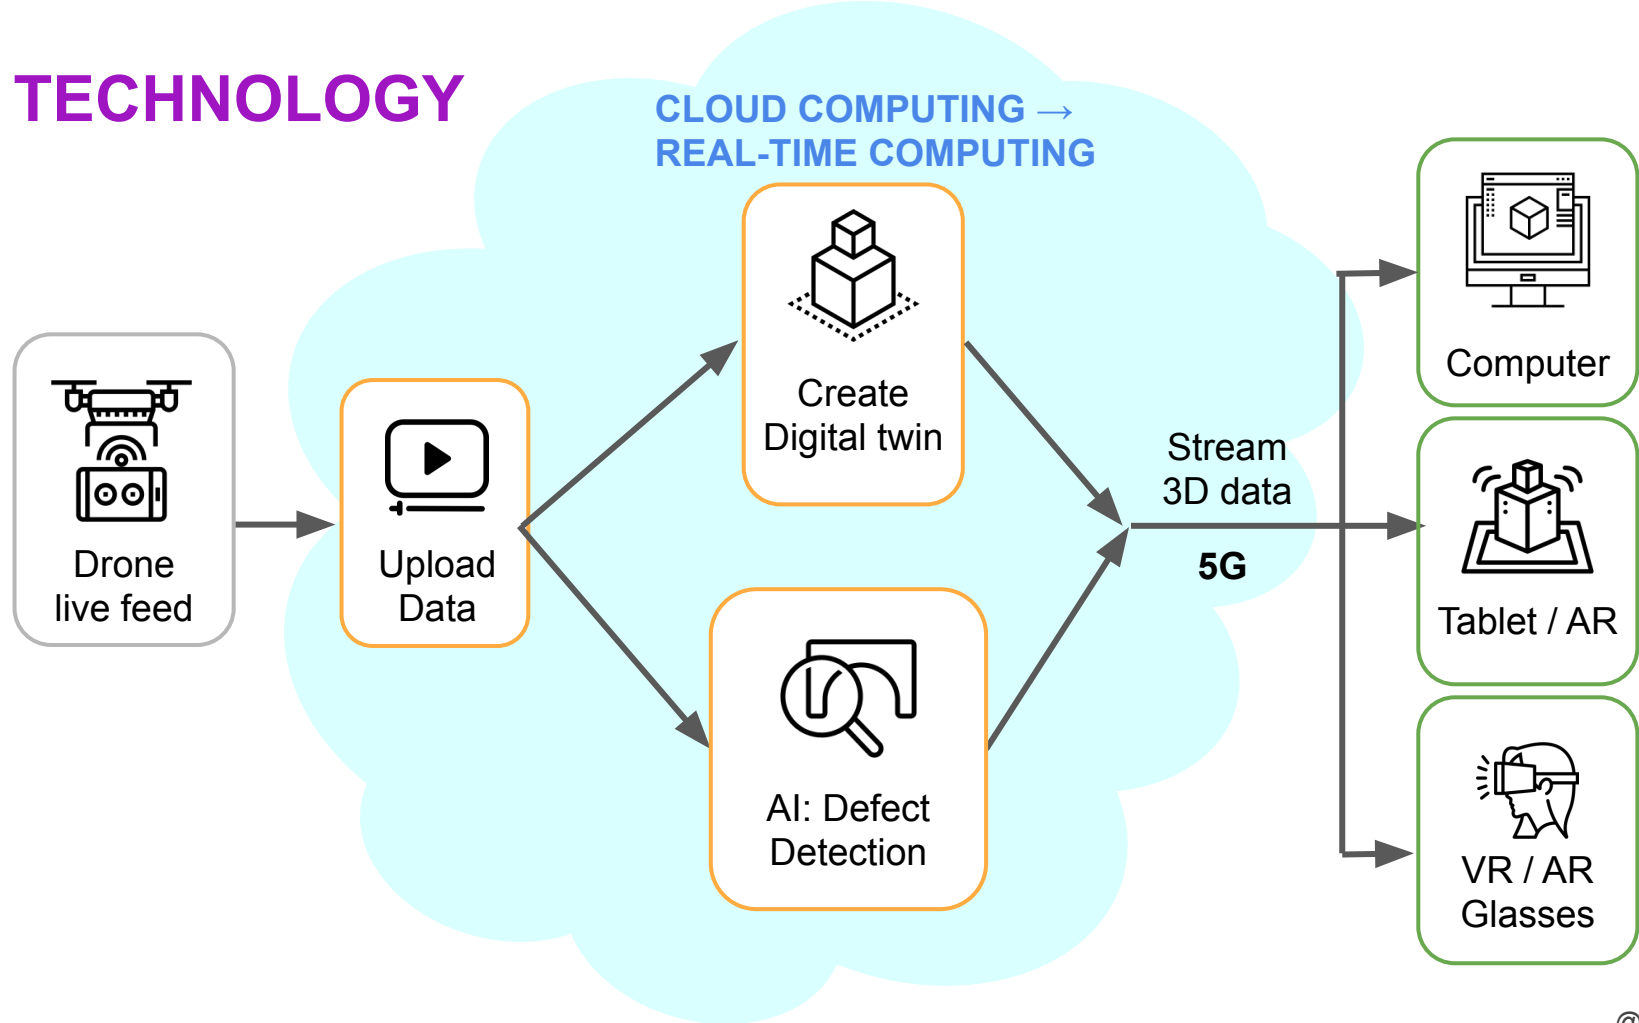 TECHNOLOGY
CLOUD COMPUTING →
REAL-TIME COMPUTING
Drone
live feed
Upload
Data
Create
Digital twin
AI: Defect
Detection
Stream
3D data
5G
Computer
Tablet / AR
VR / AR
Glasses
@